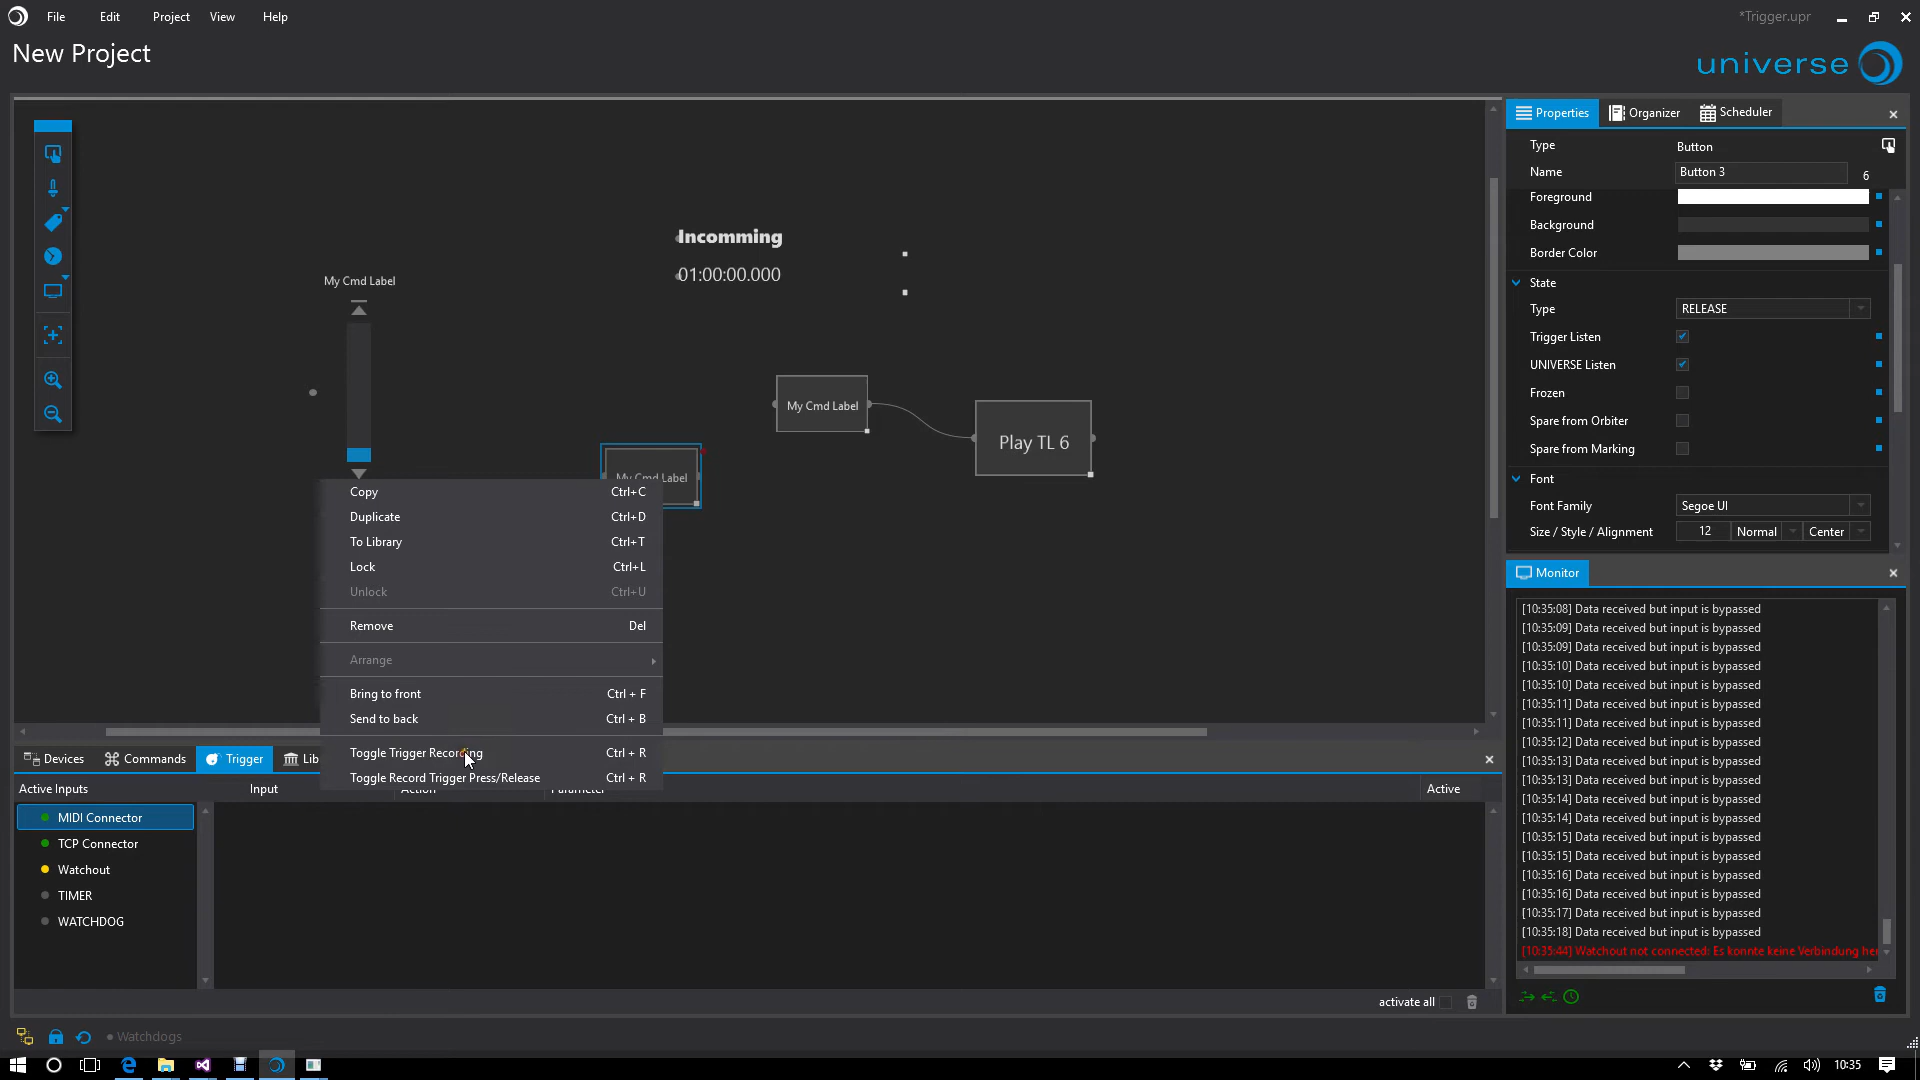 File Edit Project View Help
*Trigger.upr
New Project
universe
Properties Organizer Scheduler
Type Button
Name Button 3 6
Foreground
Background
Border Color
State
Type RELEASE
Trigger Listen
UNIVERSE Listen
Frozen
Spare from Orbiter
Spare from Marking
Font
Font Family Segoe UI
Size / Style / Alignment 12 Normal Center
Incomming
01:00:00.000
My Cmd Label
My Cmd Label
Play TL 6
My Cmd Label
Copy Ctrl+C
Duplicate Ctrl+D
To Library Ctrl+T
Lock Ctrl+L
Unlock Ctrl+U
Remove Del
Arrange
Bring to front Ctrl + F
Send to back Ctrl + B
Toggle Trigger Recording Ctrl + R
Toggle Record Trigger Press/Release Ctrl + R
Monitor
[10:35:08] Data received but input is bypassed
[10:35:09] Data received but input is bypassed
[10:35:09] Data received but input is bypassed
[10:35:10] Data received but input is bypassed
[10:35:10] Data received but input is bypassed
[10:35:11] Data received but input is bypassed
[10:35:11] Data received but input is bypassed
[10:35:12] Data received but input is bypassed
[10:35:13] Data received but input is bypassed
[10:35:13] Data received but input is bypassed
[10:35:14] Data received but input is bypassed
[10:35:14] Data received but input is bypassed
[10:35:15] Data received but input is bypassed
[10:35:15] Data received but input is bypassed
[10:35:16] Data received but input is bypassed
[10:35:16] Data received but input is bypassed
[10:35:17] Data received but input is bypassed
[10:35:18] Data received but input is bypassed
[10:35:44] Watchout not connected: Es konnte keine Verbindung her
Devices Commands Trigger Lib
Active Inputs Input Action Parameter Active
MIDI Connector
TCP Connector
Watchout
TIMER
WATCHDOG
activate all
Watchdogs
10:35